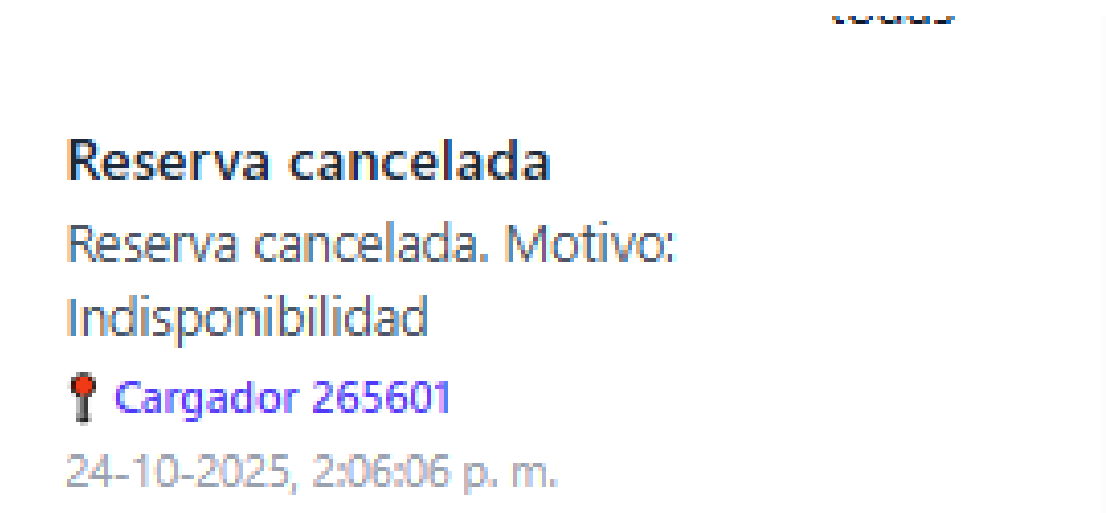 Reserva cancelada
Reserva cancelada. Motivo:
Indisponibilidad
Cargador 265601
24-10-2025, 2:06:06 p. m.